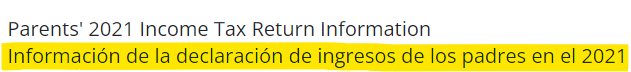 Parents' 2021 Income Tax Return Information
Información de la declaración de ingresos de los padres en el 2021